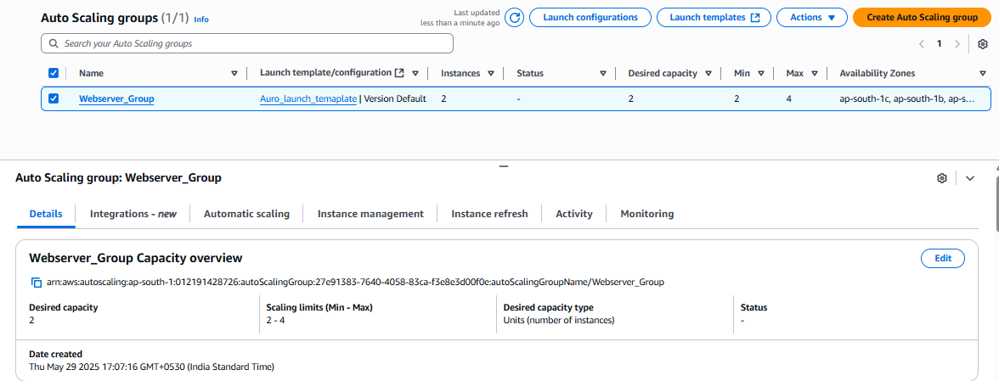 Auto Scaling groups (1/1) Info
Last updated
less than a minute ago
Launch configurations
Launch templates
Actions
Create Auto Scaling group
Search your Auto Scaling groups
1
Name Launch template/configuration Instances Status Desired capacity Min Max Availability Zones
Webserver_Group Auro_launch_temaplate | Version Default 2 - 2 2 4 ap-south-1c, ap-south-1b, ap-s...
Auto Scaling group: Webserver_Group
Details Integrations - new Automatic scaling Instance management Instance refresh Activity Monitoring
Webserver_Group Capacity overview
Edit
arn:aws:autoscaling:ap-south-1:012191428726:autoScalingGroup:27e91383-7640-4058-83ca-f3e8e3d00f0e:autoScalingGroupName/Webserver_Group
Desired capacity Scaling limits (Min - Max) Desired capacity type Status
2 2 - 4 Units (number of instances) -
Date created
Thu May 29 2025 17:07:16 GMT+0530 (India Standard Time)